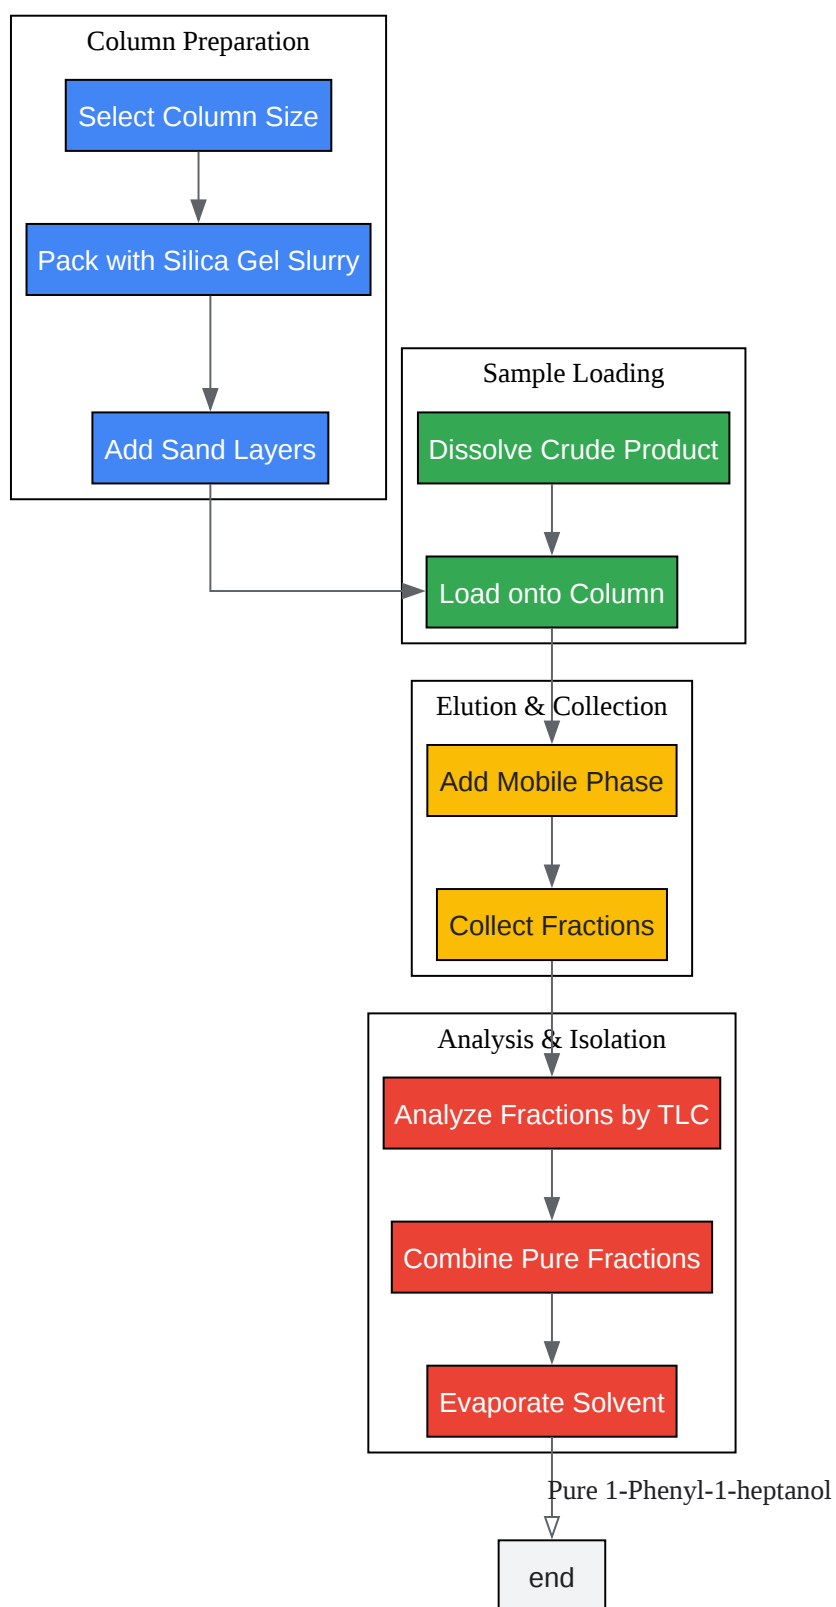 Column Preparation
Select Column Size
Pack with Silica Gel Slurry
Add Sand Layers
Sample Loading
Dissolve Crude Product
Load onto Column
Elution & Collection
Add Mobile Phase
Collect Fractions
Analysis & Isolation
Analyze Fractions by TLC
Combine Pure Fractions
Evaporate Solvent
Pure 1-Phenyl-1-heptanol
end